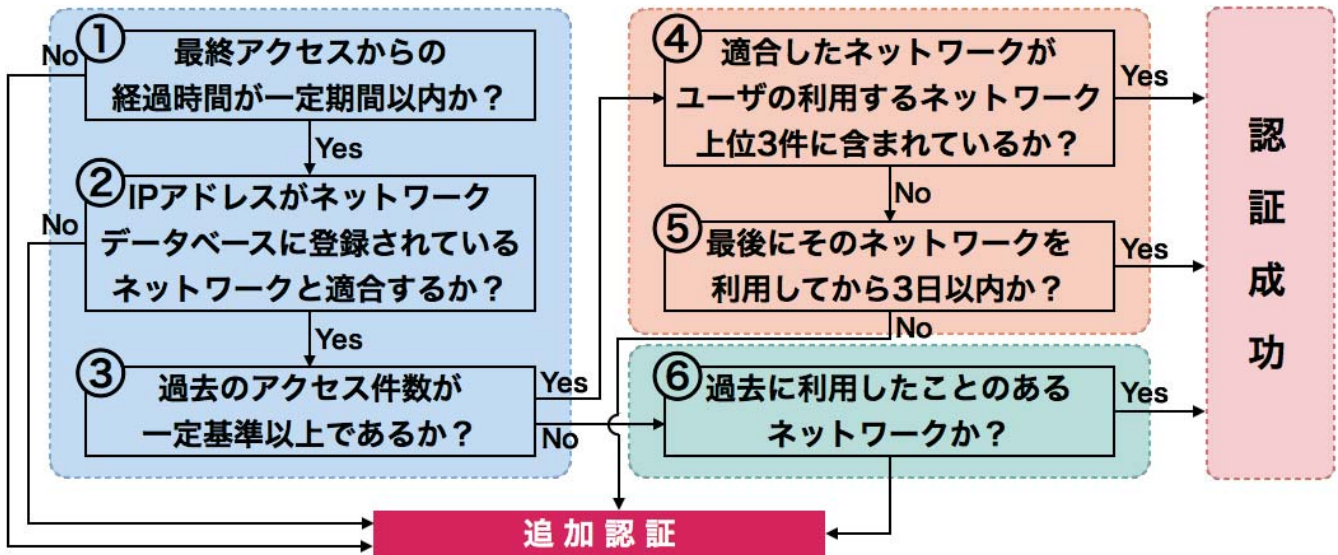 ①
最終アクセスからの
経過時間が一定期間以内か？
No
Yes
②
IPアドレスがネットワーク
データベースに登録されている
ネットワークと適合するか？
No
Yes
③
過去のアクセス件数が
一定基準以上であるか？
Yes
No
④
適合したネットワークが
ユーザの利用するネットワーク
上位3件に含まれているか？
Yes
No
⑤
最後にそのネットワークを
利用してから3日以内か？
Yes
No
⑥
過去に利用したことのある
ネットワークか？
Yes
認証成功
追加認証